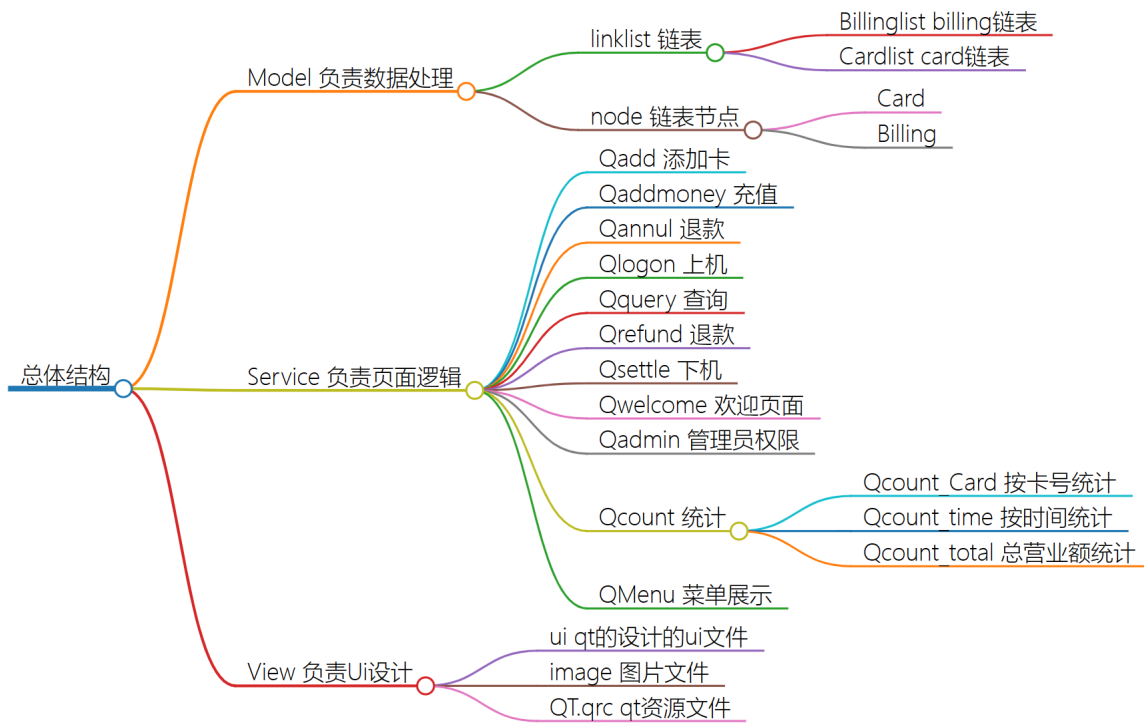 总体结构
Model 负责数据处理
linklist 链表
Billinglist billing链表
Cardlist card链表
node 链表节点
Card
Billing
Service 负责页面逻辑
Qadd 添加卡
Qaddmoney 充值
Qannul 退款
Qlogon 上机
Qquery 查询
Qrefund 退款
Qsettle 下机
Qwelcome 欢迎页面
Qadmin 管理员权限
Qcount 统计
Qcount_Card 按卡号统计
Qcount_time 按时间统计
Qcount_total 总营业额统计
QMenu 菜单展示
View 负责Ui设计
ui qt的设计的ui文件
image 图片文件
QT.qrc qt资源文件